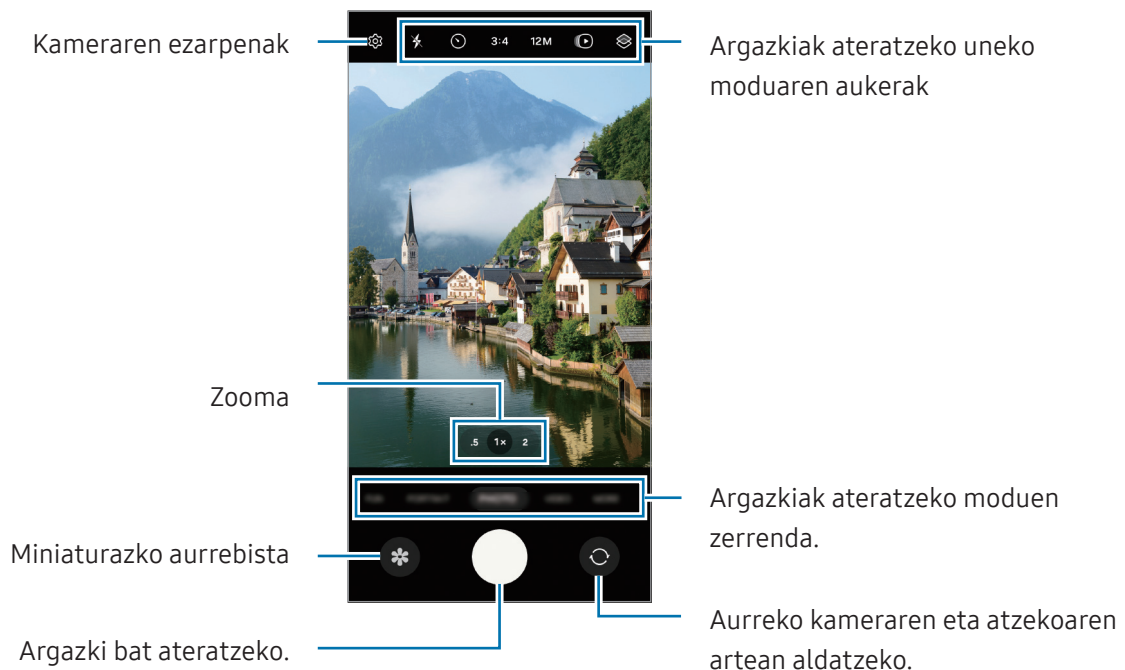 Kameraren ezarpenak
3:4 12M
Argazkiak ateratzeko uneko
moduaren aukerak
Zooma
.5 1× 2
Argazkiak ateratzeko moduen
zerrenda.
Miniaturazko aurrebista
Argazki bat ateratzeko.
Aurreko kameraren eta atzekoaren
artean aldatzeko.